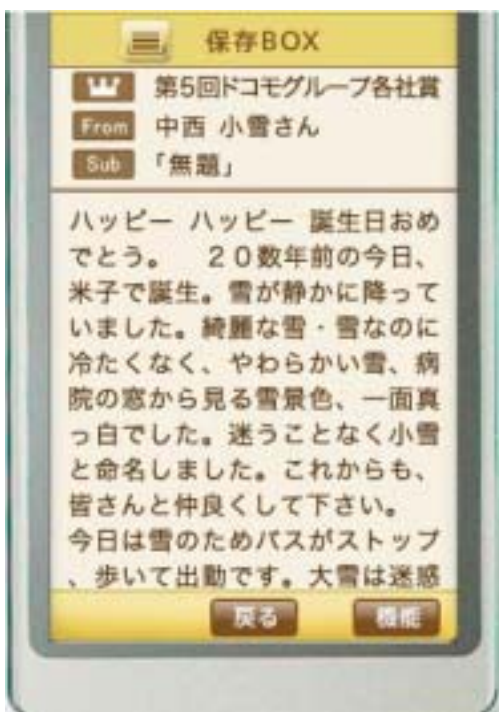 保存BOX
第5回ドコモグループ各社賞
From 中西 小雪さん
Sub 「無題」
ハッピー ハッピー 誕生日おめ
でとう。　20数年前の今日、
米子で誕生。雪が静かに降って
いました。綺麗な雪・雪なのに
冷たくなく、やわらかい雪、病
院の窓から見る雪景色、一面真
っ白でした。迷うことなく小雪
と命名しました。これからも、
皆さんと仲良くして下さい。
今日は雪のためバスがストップ
、歩いて出勤です。大雪は迷惑
戻る 機能